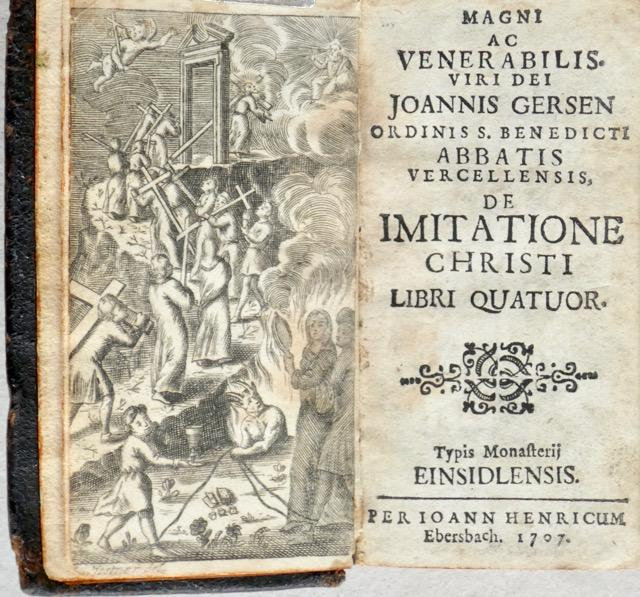 MAGNI
AC
VENERABILIS.
VIRI DEI
JOANNIS GERSEN
ORDINIS S. BENEDICTI
ABBATIS
VERCELLENSIS,
DE
IMITATIONE
CHRISTI
LIBRI QUATUOR.
Typis Monaſterij
EINSIDLENSIS.
PER IOANN HENRICUM
Ebersbach. 1707.